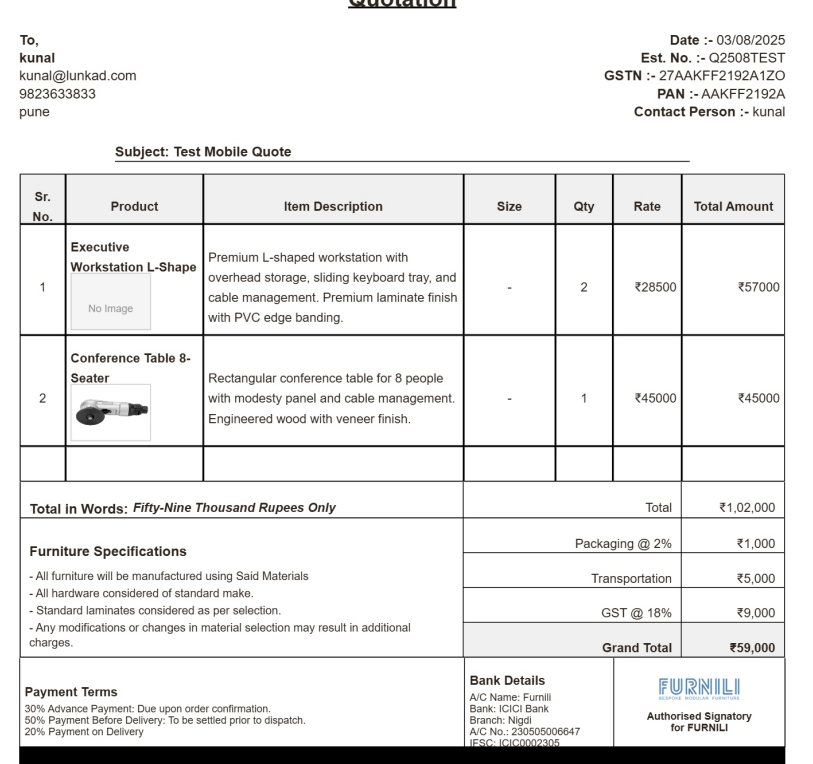 Quotation
To,
kunal
kunal@lunkad.com
9823633833
pune
Date :- 03/08/2025
Est. No. :- Q2508TEST
GSTN :- 27AAKFF2192A1ZO
PAN :- AAKFF2192A
Contact Person :- kunal
Subject: Test Mobile Quote
Sr. No. Product Item Description Size Qty Rate Total Amount
1
Executive
Workstation L-Shape
No Image
Premium L-shaped workstation with
overhead storage, sliding keyboard tray, and
cable management. Premium laminate finish
with PVC edge banding.
- 2 ₹28500 ₹57000
2
Conference Table 8-
Seater
Rectangular conference table for 8 people
with modesty panel and cable management.
Engineered wood with veneer finish.
- 1 ₹45000 ₹45000
Total in Words: Fifty-Nine Thousand Rupees Only
Total ₹1,02,000
Packaging @ 2% ₹1,000
Transportation ₹5,000
GST @ 18% ₹9,000
Grand Total ₹59,000
Furniture Specifications
- All furniture will be manufactured using Said Materials
- All hardware considered of standard make.
- Standard laminates considered as per selection.
- Any modifications or changes in material selection may result in additional
charges.
Payment Terms
30% Advance Payment: Due upon order confirmation.
50% Payment Before Delivery: To be settled prior to dispatch.
20% Payment on Delivery
Bank Details
A/C Name: Furnili
Bank: ICICI Bank
Branch: Nigdi
A/C No.: 230505006647
IFSC: ICIC0002305
FURNILI
BESPOKE MODULAR FURNITURE
Authorised Signatory
for FURNILI